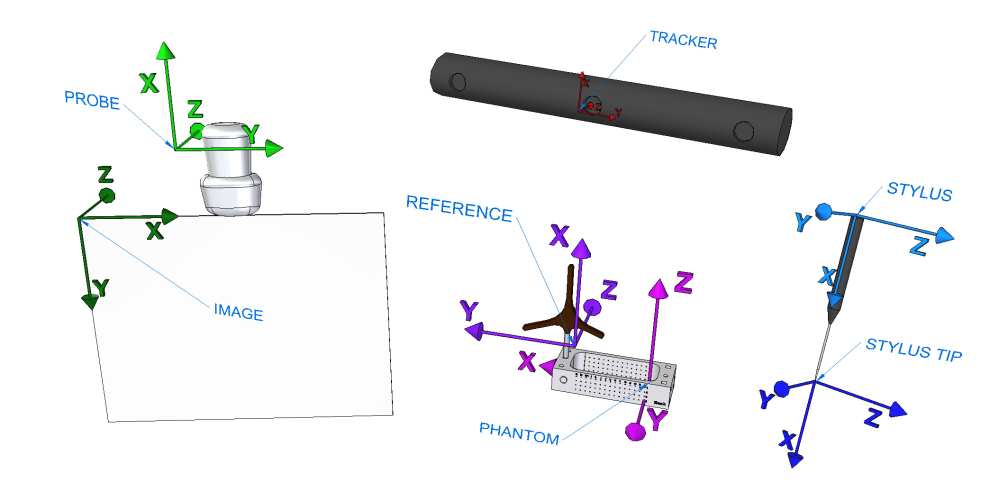 TRACKER
X
Z
Y
PROBE
X
Z
Y
Z
X
Y
IMAGE
REFERENCE
X
Z
Y
Z
X
Y
PHANTOM
STYLUS
Y
Z
X
STYLUS TIP
Y
Z
X